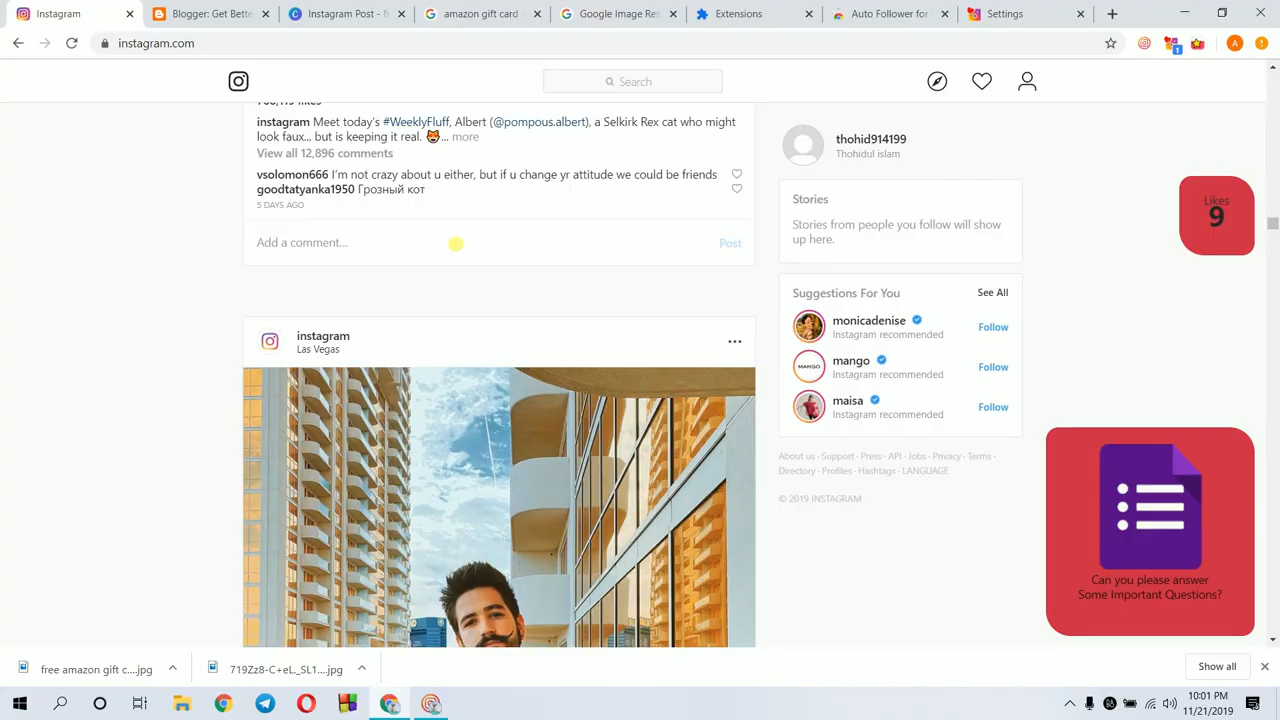 Instagram
Blogger: Get Bette
Instagram Post - f
amazon gift card -
Google Image Res
Extensions
Auto Follower for
Settings
instagram.com
A
1
Search
instagram Meet today's #WeeklyFluff, Albert (@pompous.albert), a Selkirk Rex cat who might
look faux... but is keeping it real. 🦁... more
View all 12,896 comments
vsolomon666 I'm not crazy about u either, but if u change yr attitude we could be friends
goodtatyanka1950 Грозный кот
5 DAYS AGO
Add a comment...
Post
instagram
Las Vegas
thohid914199
Thohidul islam
Stories
Stories from people you follow will show
up here.
Suggestions For You
See All
monicadenise
Instagram recommended
Follow
mango
Instagram recommended
Follow
MANGO
maisa
Instagram recommended
Follow
About us · Support · Press · API · Jobs · Privacy · Terms ·
Directory · Profiles · Hashtags · LANGUAGE
© 2019 INSTAGRAM
Likes
9
Can you please answer
Some Important Questions?
free amazon gift c....jpg
719Zz8-C+eL._SL1....jpg
Show all
10:01 PM
11/21/2019